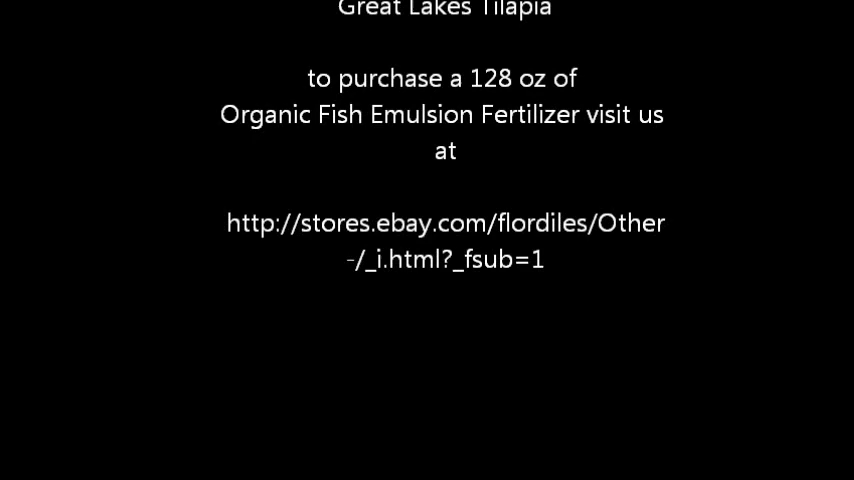 Great Lakes Tilapia
to purchase a 128 oz of
Organic Fish Emulsion Fertilizer visit us
at
http://stores.ebay.com/flordiles/Other
-/_i.html?_fsub=1